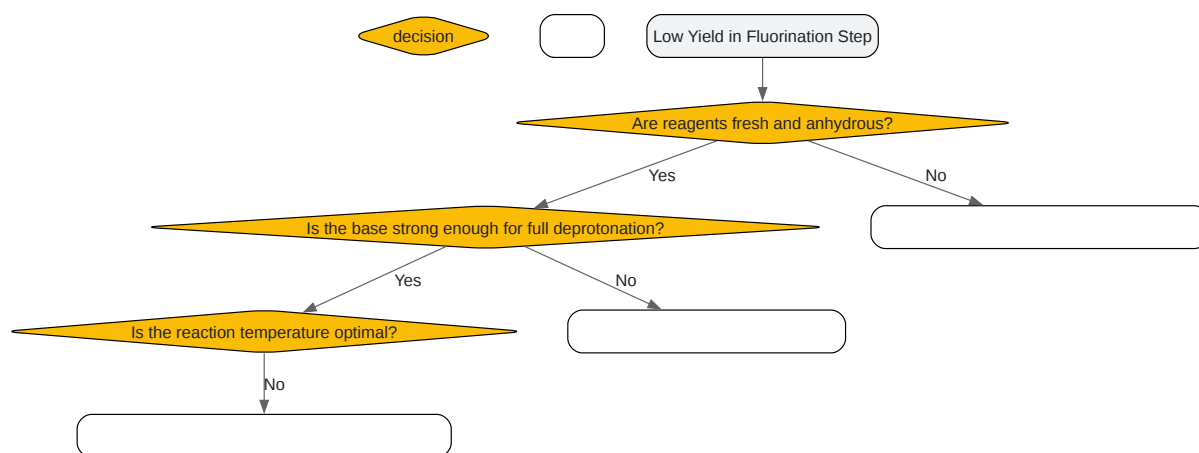 decision
Low Yield in Fluorination Step
Are reagents fresh and anhydrous?
Yes
No
Is the base strong enough for full deprotonation?
Yes
No
Is the reaction temperature optimal?
No